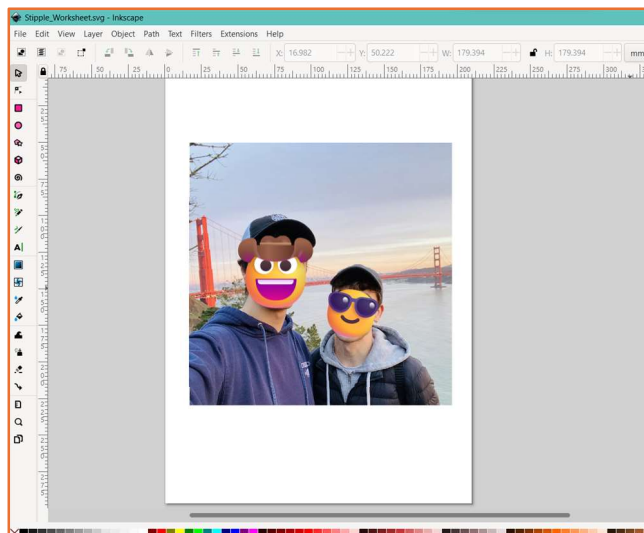 Stipple_Worksheet.svg - Inkscape
File Edit View Layer Object Path Text Filters Extensions Help
X: 16.982 Y: 50.222 W: 179.394 H: 179.394 mm
75 50 25 0 25 50 75 100 125 150 175 200 225 250 275 300
A